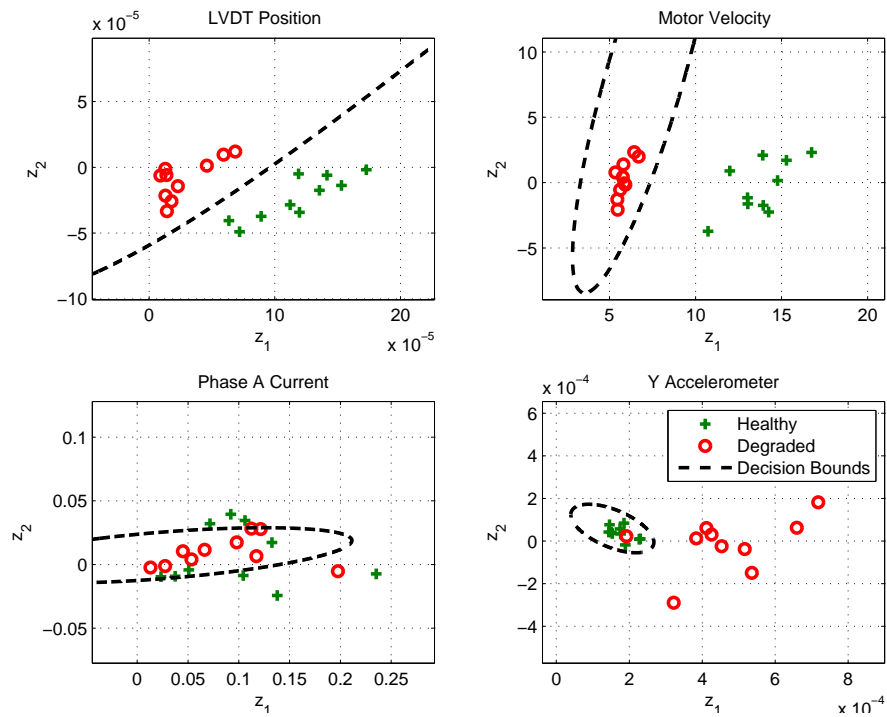 LVDT Position
x 10⁻⁵
5
0
−5
−10
z₂
0
10
20
z₁
x 10⁻⁵
Motor Velocity
10
5
0
−5
z₂
5
10
15
20
z₁
Phase A Current
0.1
0.05
0
−0.05
z₂
0
0.05
0.1
0.15
0.2
0.25
z₁
Y Accelerometer
x 10⁻⁴
6
4
2
0
−2
−4
z₂
2
4
6
8
z₁
x 10⁻⁴
Healthy
Degraded
Decision Bounds